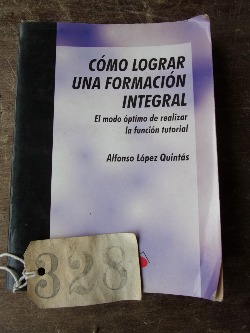 CÓMO LOGRAR
UNA FORMACIÓN
INTEGRAL
El modo óptimo de realizar
la función tutorial
Alfonso López Quintás
328